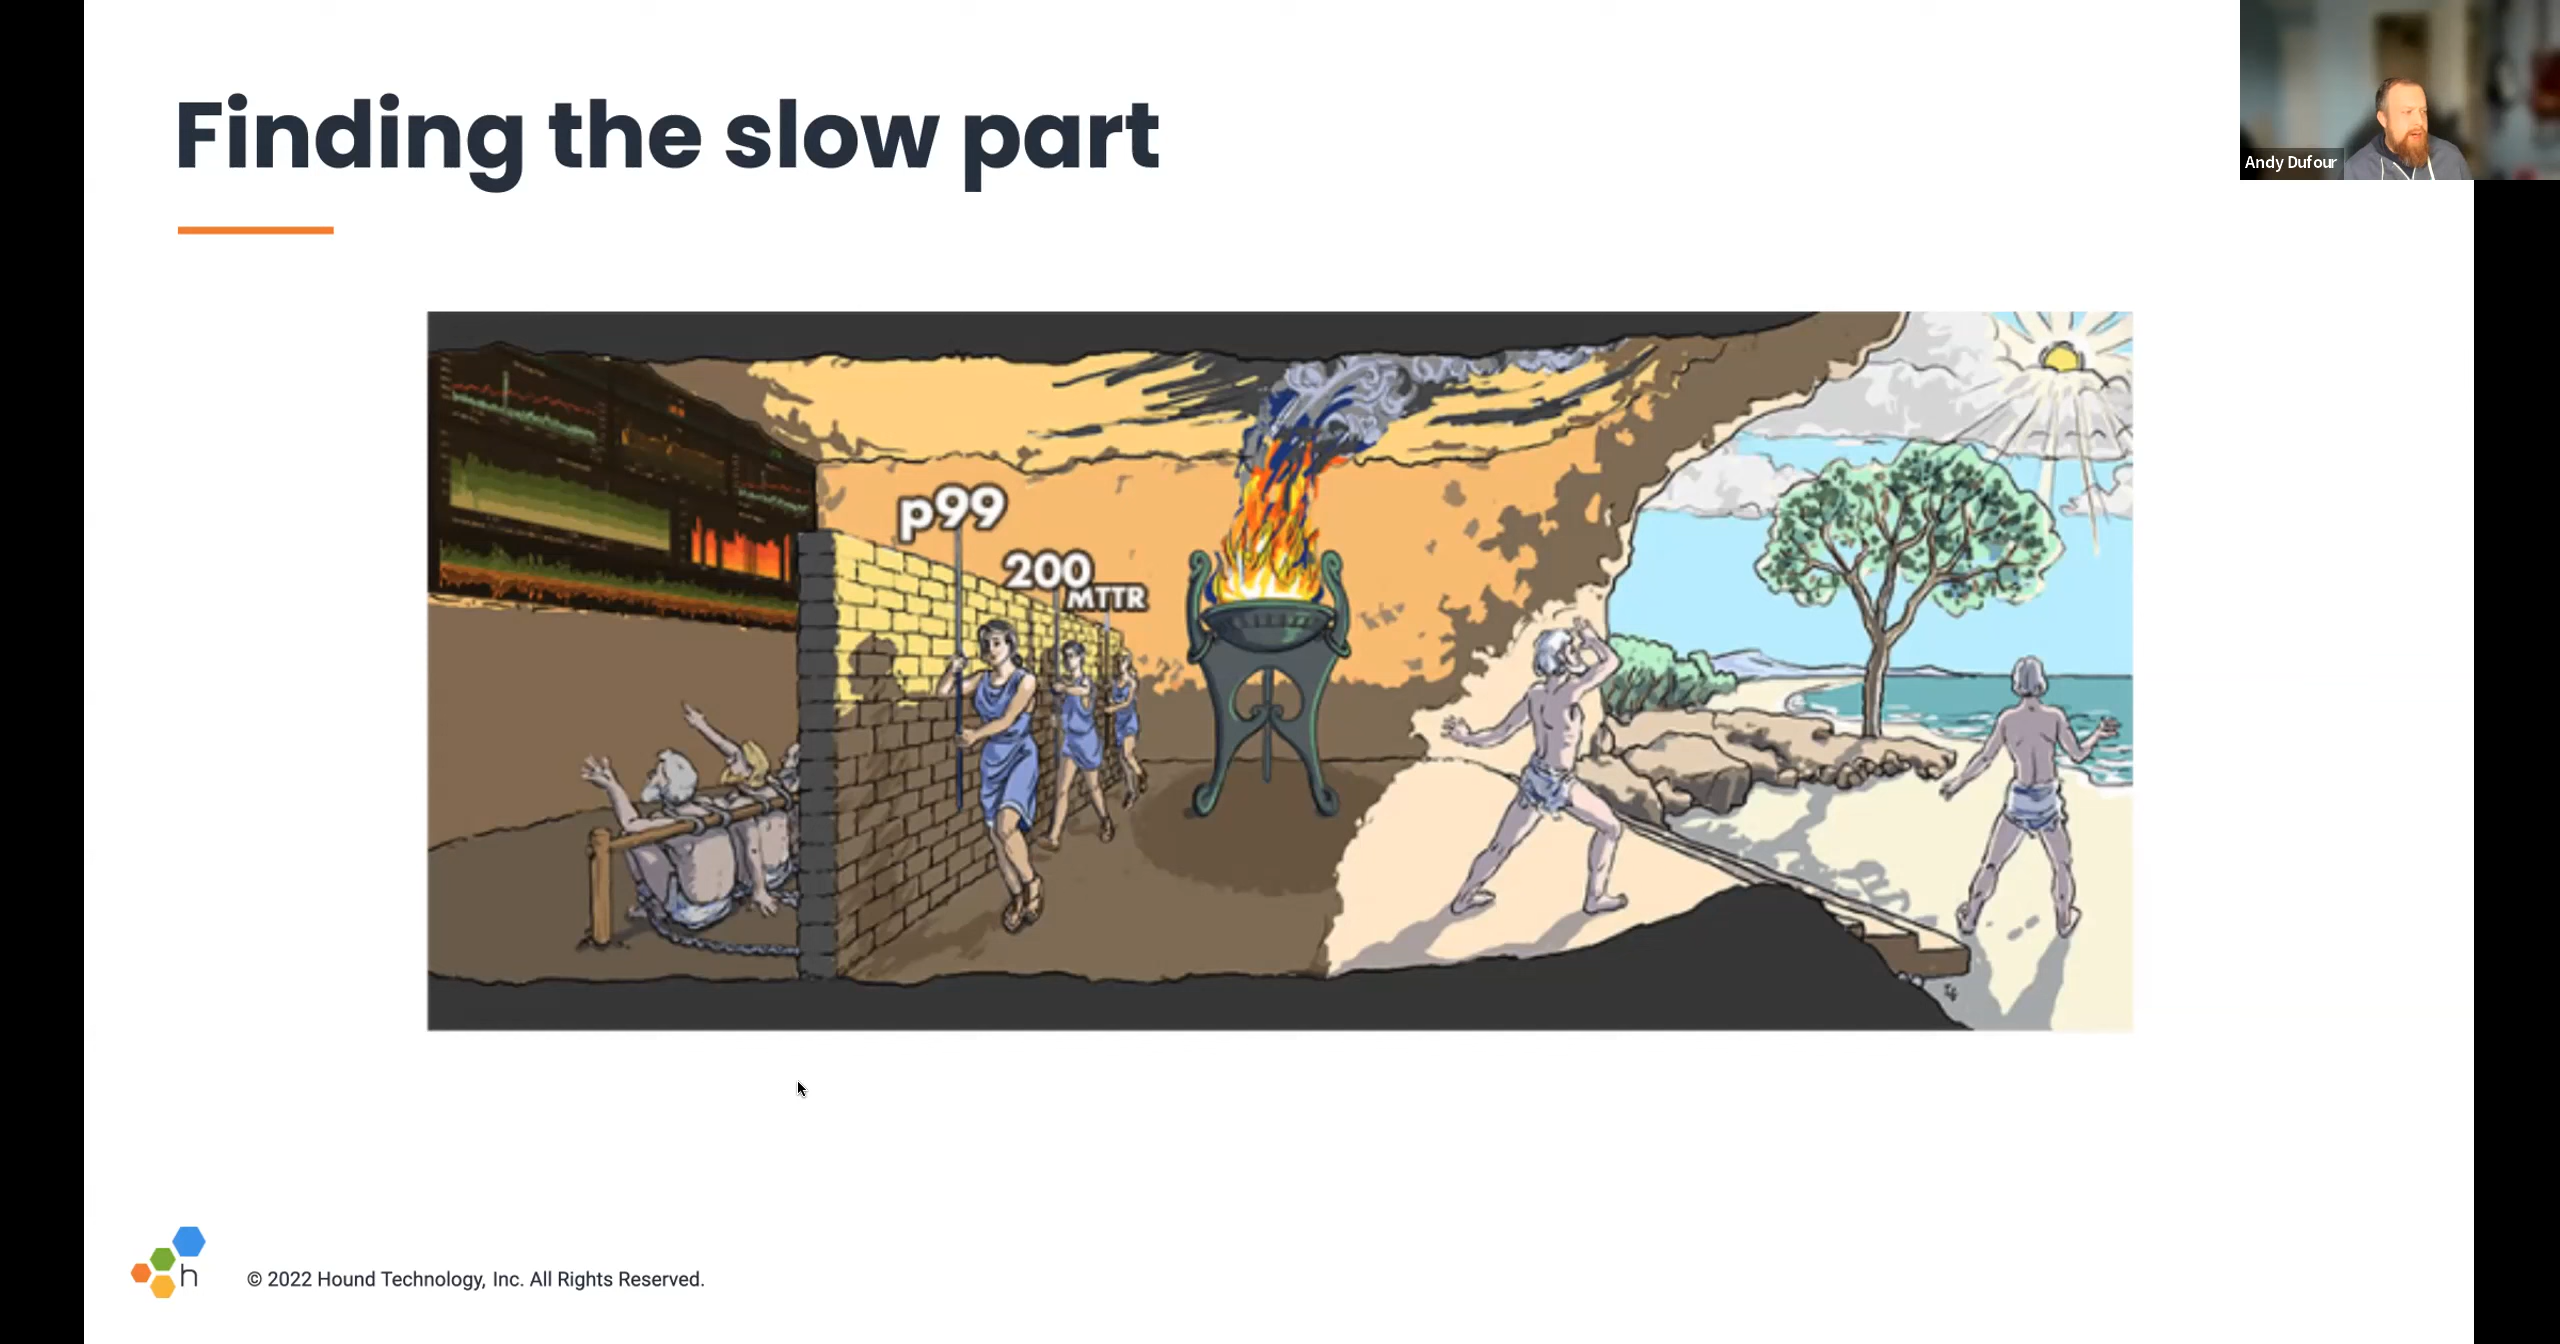 Finding the slow part
Andy Dufour
p99
200
MTTR
h
© 2022 Hound Technology, Inc. All Rights Reserved.